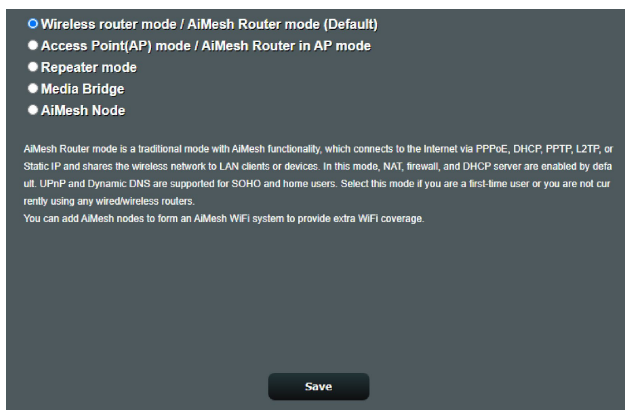 Wireless router mode / AiMesh Router mode (Default)
Access Point(AP) mode / AiMesh Router in AP mode
Repeater mode
Media Bridge
AiMesh Node
AiMesh Router mode is a traditional mode with AiMesh functionality, which connects to the Internet via PPPoE, DHCP, PPTP, L2TP, or
Static IP and shares the wireless network to LAN clients or devices. In this mode, NAT, firewall, and DHCP server are enabled by defa
ult. UPnP and Dynamic DNS are supported for SOHO and home users. Select this mode if you are a first-time user or you are not cur
rently using any wired/wireless routers.
You can add AiMesh nodes to form an AiMesh WiFi system to provide extra WiFi coverage.
Save